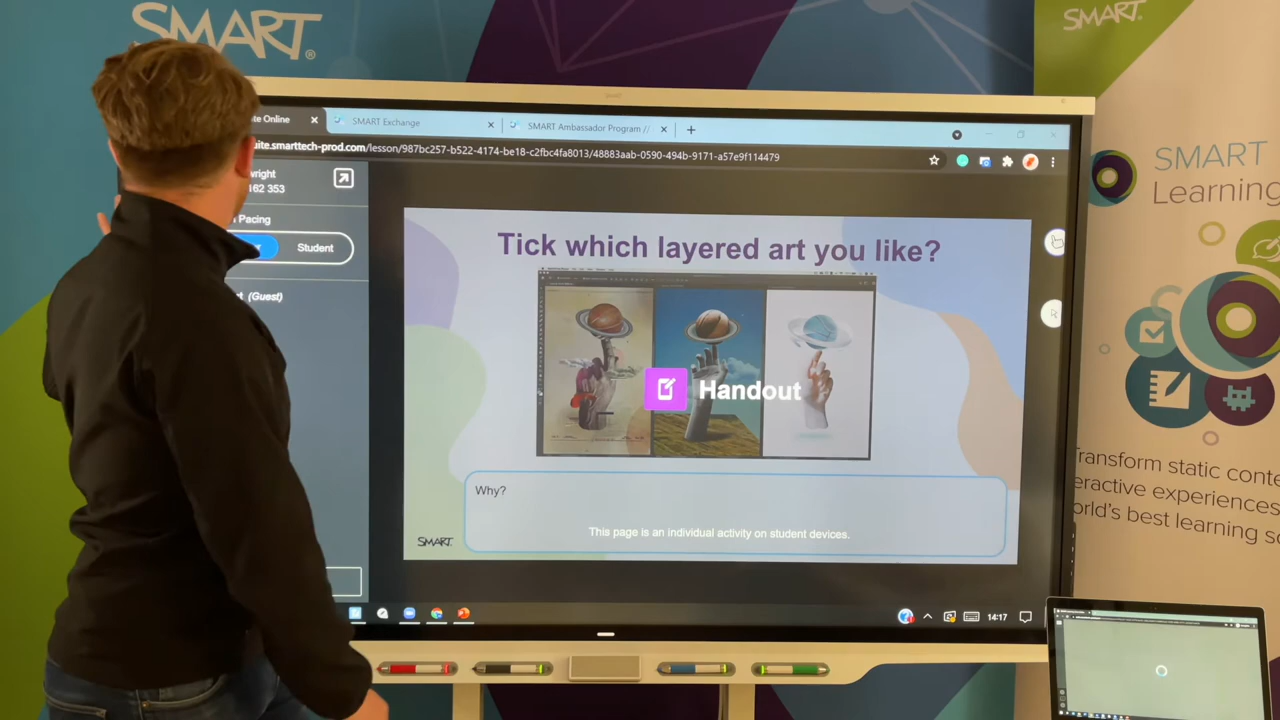 SMART
SMART
te Online
SMART Exchange
SMART Ambassador Program //
uite.smarttech-prod.com/lesson/987bc257-b522-4174-be18-c2fbc4fa8013/48883aab-0590-494b-9171-a57e9f114479
wright
162 353
Pacing
Student
(Guest)
Tick which layered art you like?
Handout
Why?
This page is an individual activity on student devices.
SMART
14:17
SMART
Learning
Transform static conte
eractive experiences
orld's best learning so